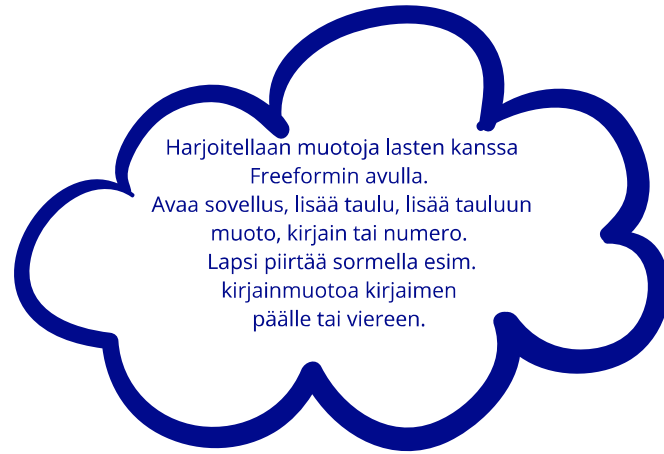 Harjoitellaan muotoja lasten kanssa
Freeformin avulla.
Avaa sovellus, lisää taulu, lisää tauluun
muoto, kirjain tai numero.
Lapsi piirtää sormella esim.
kirjainmuotoa kirjaimen
päälle tai viereen.